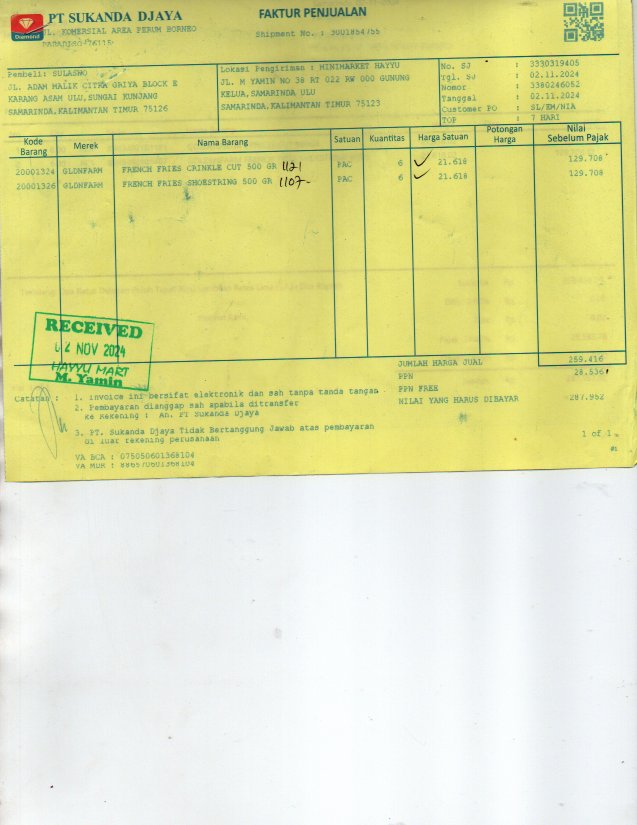 PT SUKANDA DJAYA
FAKTUR PENJUALAN
Diamond
JL. KOMERSIAL AREA PERUM BORNEO
Shipment No. : 3001854755
PARADISO 76115
Pembeli: SULASNO
JL. ADAM MALIK CITRA GRIYA BLOCK E
KARANG ASAM ULU,SUNGAI KUNJANG
SAMARINDA,KALIMANTAN TIMUR 75126
Lokasi Pengiriman : MINIMARKET HAYYU
JL. M YAMIN NO 38 RT 022 RW 000 GUNUNG
KELUA,SAMARINDA ULU
SAMARINDA,KALIMANTAN TIMUR 75123
No. SJ : 3330319405
Tgl. SJ : 02.11.2024
Nomor : 3380246052
Tanggal : 02.11.2024
Customer PO : SL/EM/NIA
TOP : 7 HARI
Kode Barang Merek Nama Barang Satuan Kuantitas Harga Satuan Potongan Harga Nilai Sebelum Pajak
20001324 GLDNFARM FRENCH FRIES CRINKLE CUT 500 GR 1121 PAC 6 21.618 129.708
20001326 GLDNFARM FRENCH FRIES SHOESTRING 500 GR 1107- PAC 6 21.618 129.708
RECEIVED
02 NOV 2024
HAYYU MART
M. Yamin
JUMLAH HARGA JUAL 259.416
PPN 28.536
PPN FREE
NILAI YANG HARUS DIBAYAR 287.952
Catatan : 1. Invoice ini bersifat elektronik dan sah tanpa tanda tangan
2. Pembayaran dianggap sah apabila ditransfer
ke Rekening : An. PT Sukanda Djaya
3. PT. Sukanda Djaya Tidak Bertanggung Jawab atas pembayaran
di luar rekening perusahaan
1 of 1
#1
VA BCA : 075050601368104
VA MDR : 886570601368104